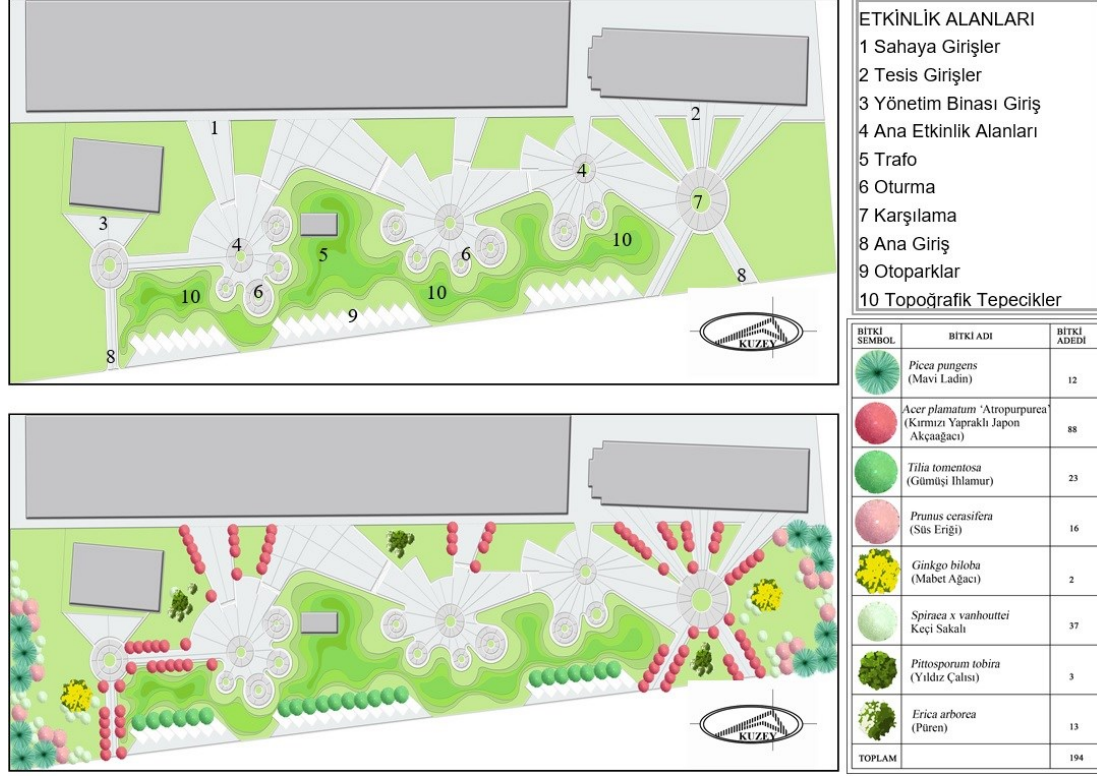 1
2
3
4
4
5
6
6
7
8
8
9
10
10
10
KUZEY
KUZEY
ETKİNLİK ALANLARI
1 Sahaya Girişler
2 Tesis Girişler
3 Yönetim Binası Giriş
4 Ana Etkinlik Alanları
5 Trafo
6 Oturma
7 Karşılama
8 Ana Giriş
9 Otoparklar
10 Topoğrafik Tepecikler
BİTKİ SEMBOL BİTKİ ADI BİTKİ ADEDİ
Picea pungens
(Mavi Ladin) 12
Acer plamatum 'Atropurpurea'
(Kırmızı Yapraklı Japon 88
Akçaağacı)
Tilia tomentosa
(Gümüşi Ihlamur) 23
Prunus cerasifera
(Süs Eriği) 16
Ginkgo biloba
(Mabet Ağacı) 2
Spiraea x vanhouttei
Keçi Sakalı 37
Pittosporum tobira
(Yıldız Çalısı) 3
Erica arborea
(Püren) 13
TOPLAM 194